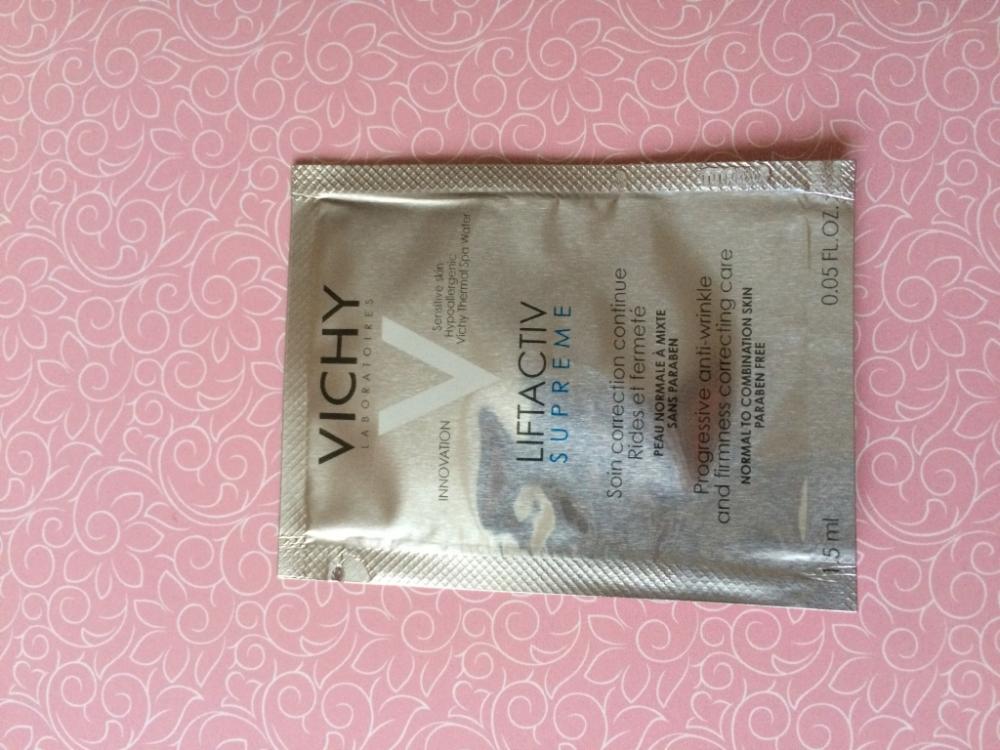 VICHY
LABORATOIRES
INNOVATION
Sensitive skin
Hypoallergenic
Vichy Thermal Spa Water
LIFTACTIV
SUPREME
Soin correction continue
Rides et fermeté
PEAU NORMALE À MIXTE
SANS PARABEN
Progressive anti-wrinkle
and firmness correcting care
NORMAL TO COMBINATION SKIN
PARABEN FREE
1.5 ml 0.05 FL.OZ.